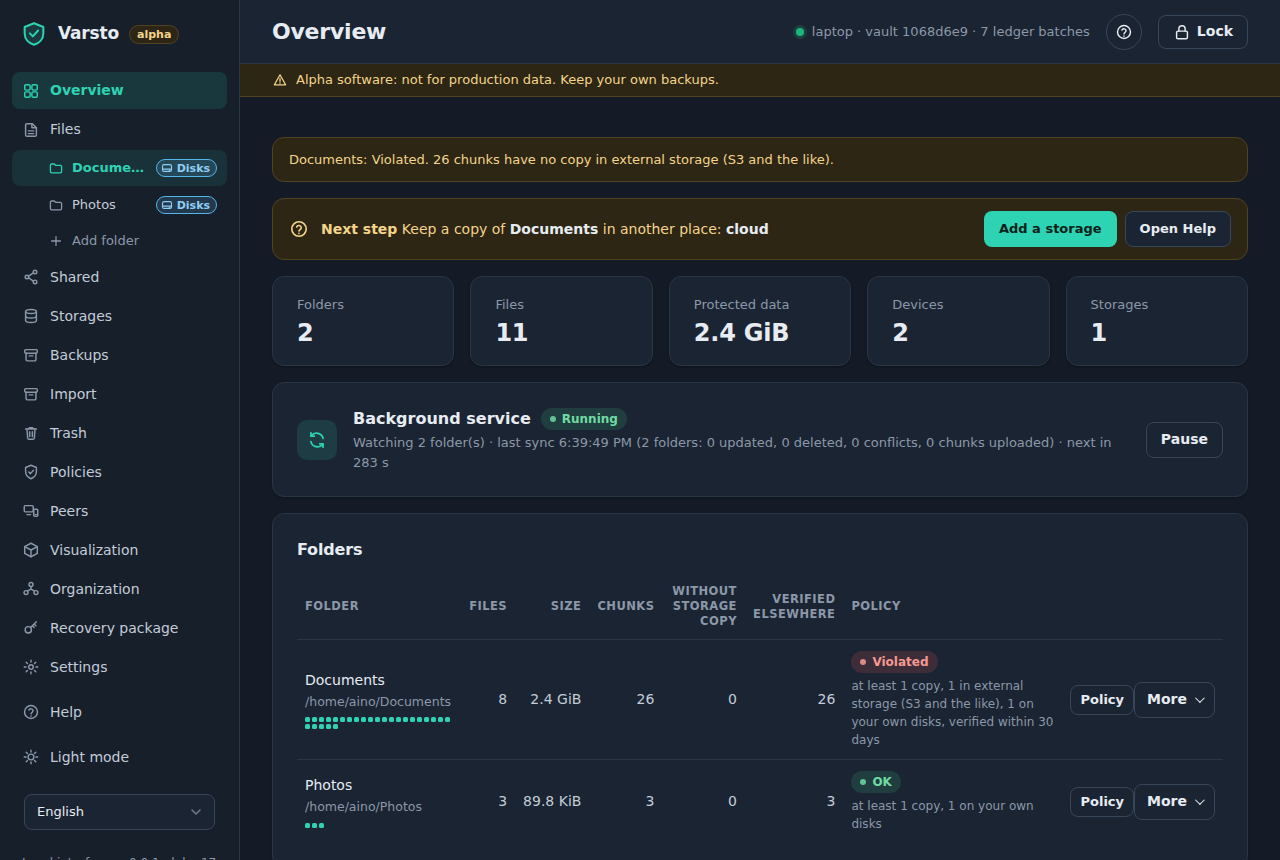 Varsto alpha
Overview
Files
Docume... Disks
Photos Disks
Add folder
Shared
Storages
Backups
Import
Trash
Policies
Peers
Visualization
Organization
Recovery package
Settings
Help
Light mode
English
Overview
laptop · vault 1068d6e9 · 7 ledger batches
Lock
Alpha software: not for production data. Keep your own backups.
Documents: Violated. 26 chunks have no copy in external storage (S3 and the like).
Next step Keep a copy of Documents in another place: cloud
Add a storage
Open Help
Folders
2
Files
11
Protected data
2.4 GiB
Devices
2
Storages
1
Background service Running
Watching 2 folder(s) · last sync 6:39:49 PM (2 folders: 0 updated, 0 deleted, 0 conflicts, 0 chunks uploaded) · next in
283 s
Pause
Folders
FOLDER FILES SIZE CHUNKS WITHOUT STORAGE COPY VERIFIED ELSEWHERE POLICY
Documents
/home/aino/Documents
8 2.4 GiB 26 0 26
Violated
at least 1 copy, 1 in external
storage (S3 and the like), 1 on
your own disks, verified within 30
days
Policy More
Photos
/home/aino/Photos
3 89.8 KiB 3 0 3
OK
at least 1 copy, 1 on your own
disks
Policy More